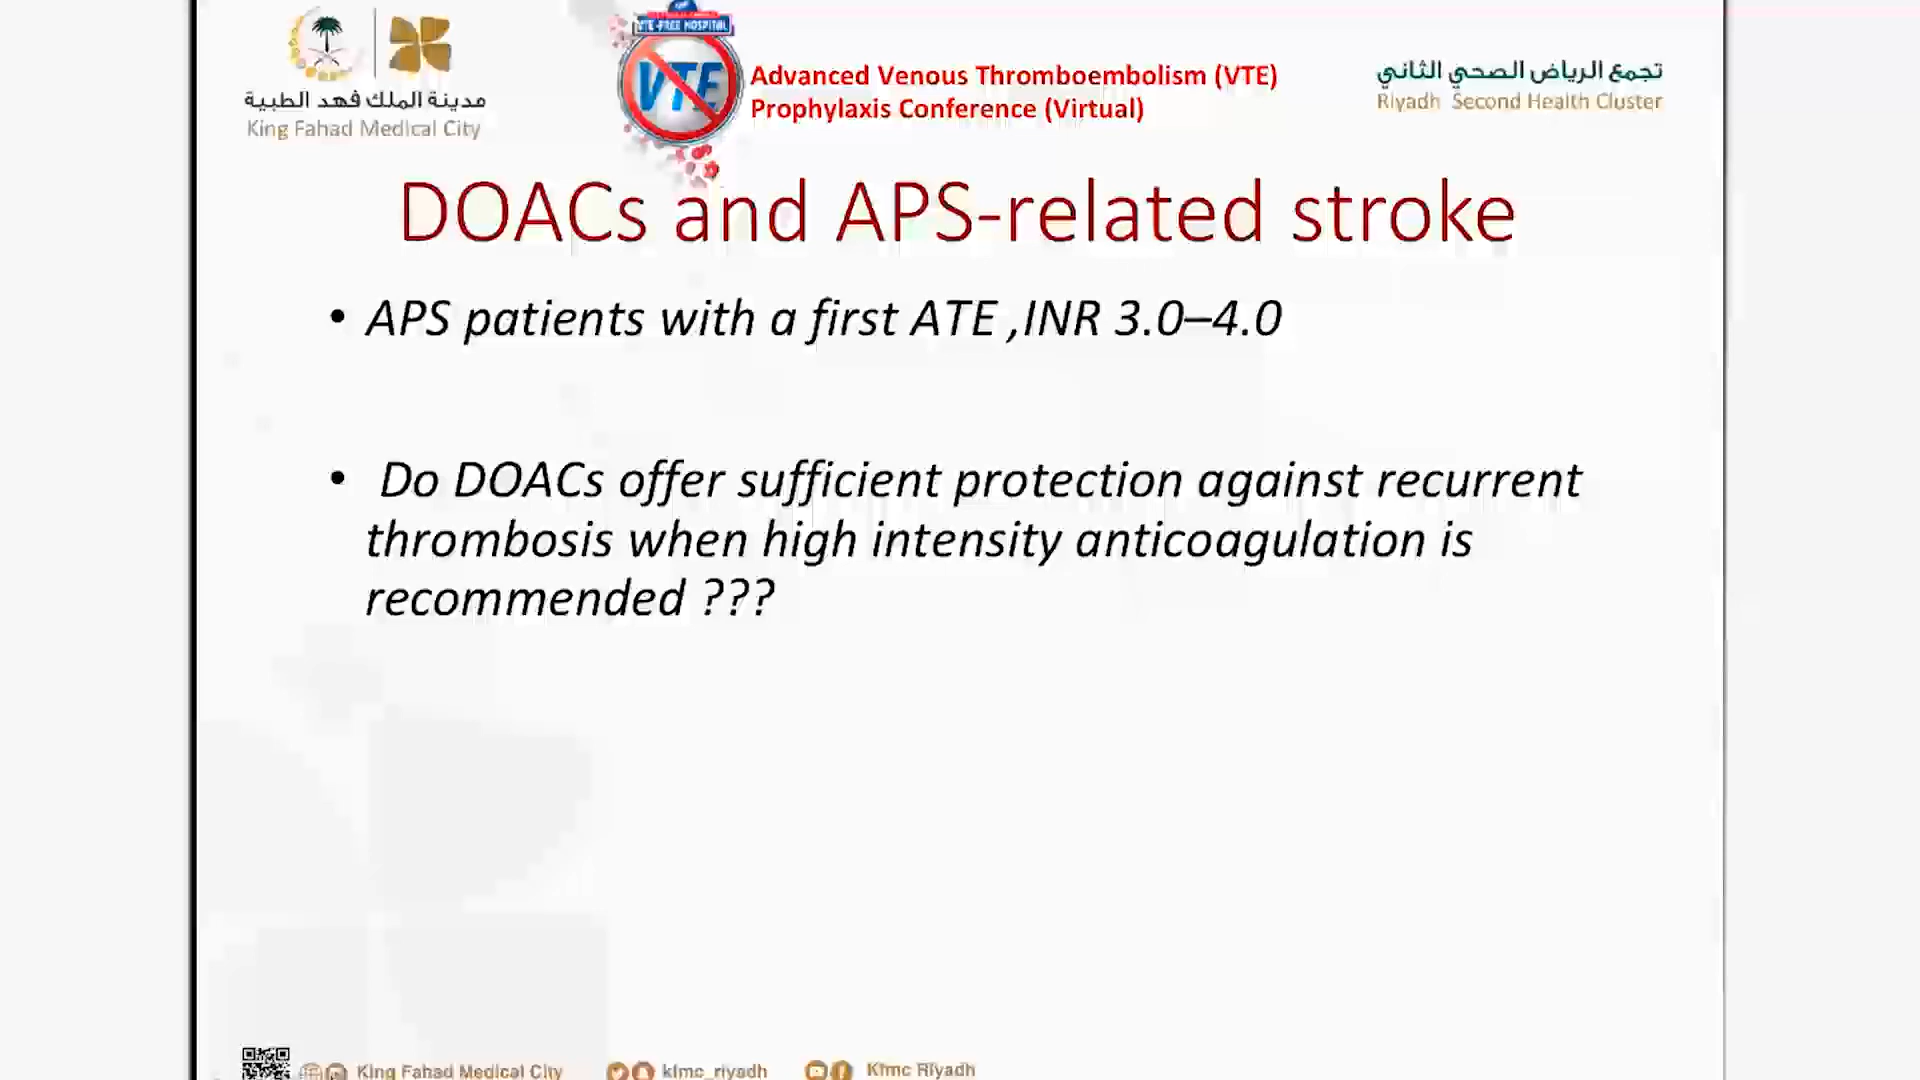 مدينة الملك فهد الطبية
King Fahad Medical City
VTE-FREE HOSPITAL
VTE
Advanced Venous Thromboembolism (VTE)
Prophylaxis Conference (Virtual)
تجمع الرياض الصحي الثاني
Riyadh Second Health Cluster
DOACs and APS-related stroke
• APS patients with a first ATE ,INR 3.0–4.0
• Do DOACs offer sufficient protection against recurrent
thrombosis when high intensity anticoagulation is
recommended ???
King Fahad Medical City kfmc_riyadh Kfmc Riyadh